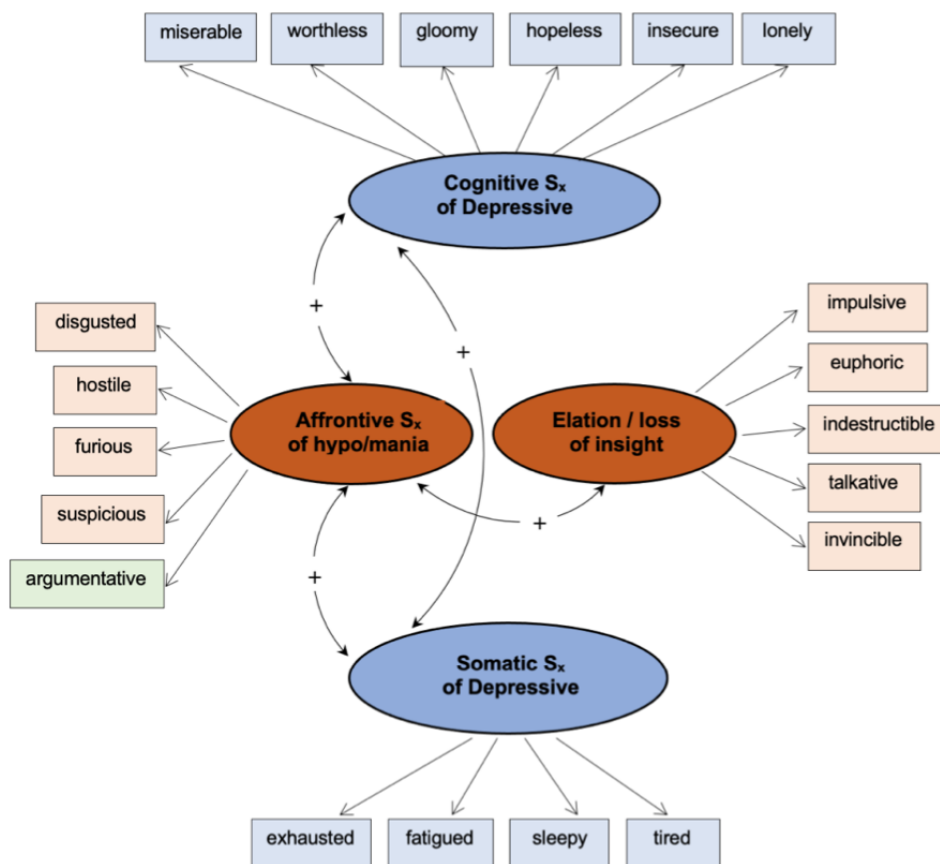 miserable
worthless
gloomy
hopeless
insecure
lonely
Cognitive Sₓ
of Depressive
+
+
disgusted
hostile
furious
suspicious
argumentative
Affrontive Sₓ
of hypo/mania
Elation / loss
of insight
impulsive
euphoric
indestructible
talkative
invincible
+
+
Somatic Sₓ
of Depressive
exhausted
fatigued
sleepy
tired